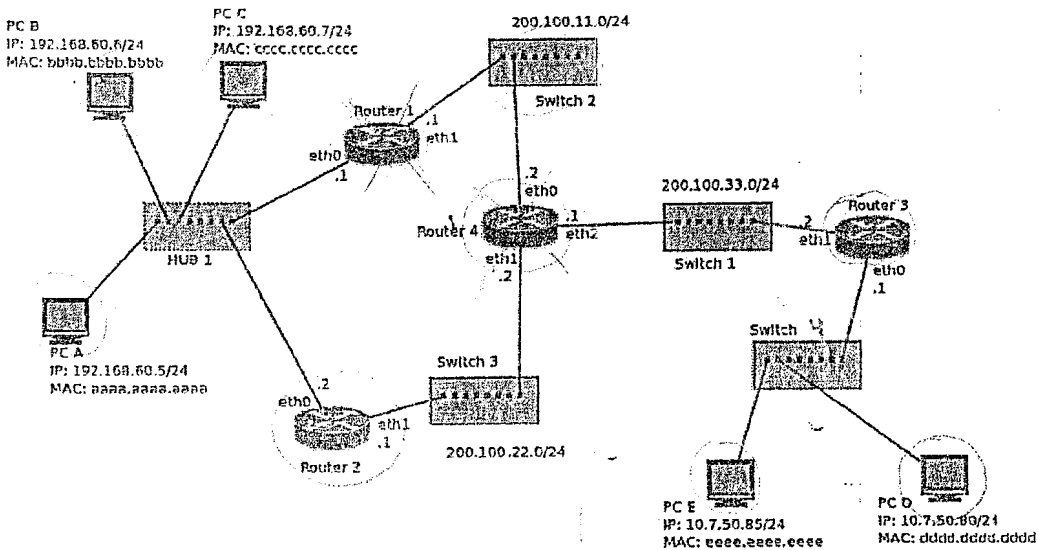 PC B
IP: 192.168.60.6/24
MAC: bbbb.bbbb.bbbb
PC C
IP: 192.168.60.7/24
MAC: cccc.cccc.cccc
200.100.11.0/24
Switch 2
Router 1
.1
eth1
eth0
.1
HUB 1
.2
eth0
Router 4
.1
eth2
eth1
.2
200.100.33.0/24
Switch 1
Router 3
.2
eth1
eth0
.1
Switch 4
PC A
IP: 192.168.60.5/24
MAC: aaaa.aaaa.aaaa
Switch 3
.2
eth0
eth1
.1
Router 2
200.100.22.0/24
PC E
IP: 10.7.50.85/24
MAC: eeee.eeee.eeee
PC D
IP: 10.7.50.80/24
MAC: dddd.dddd.dddd